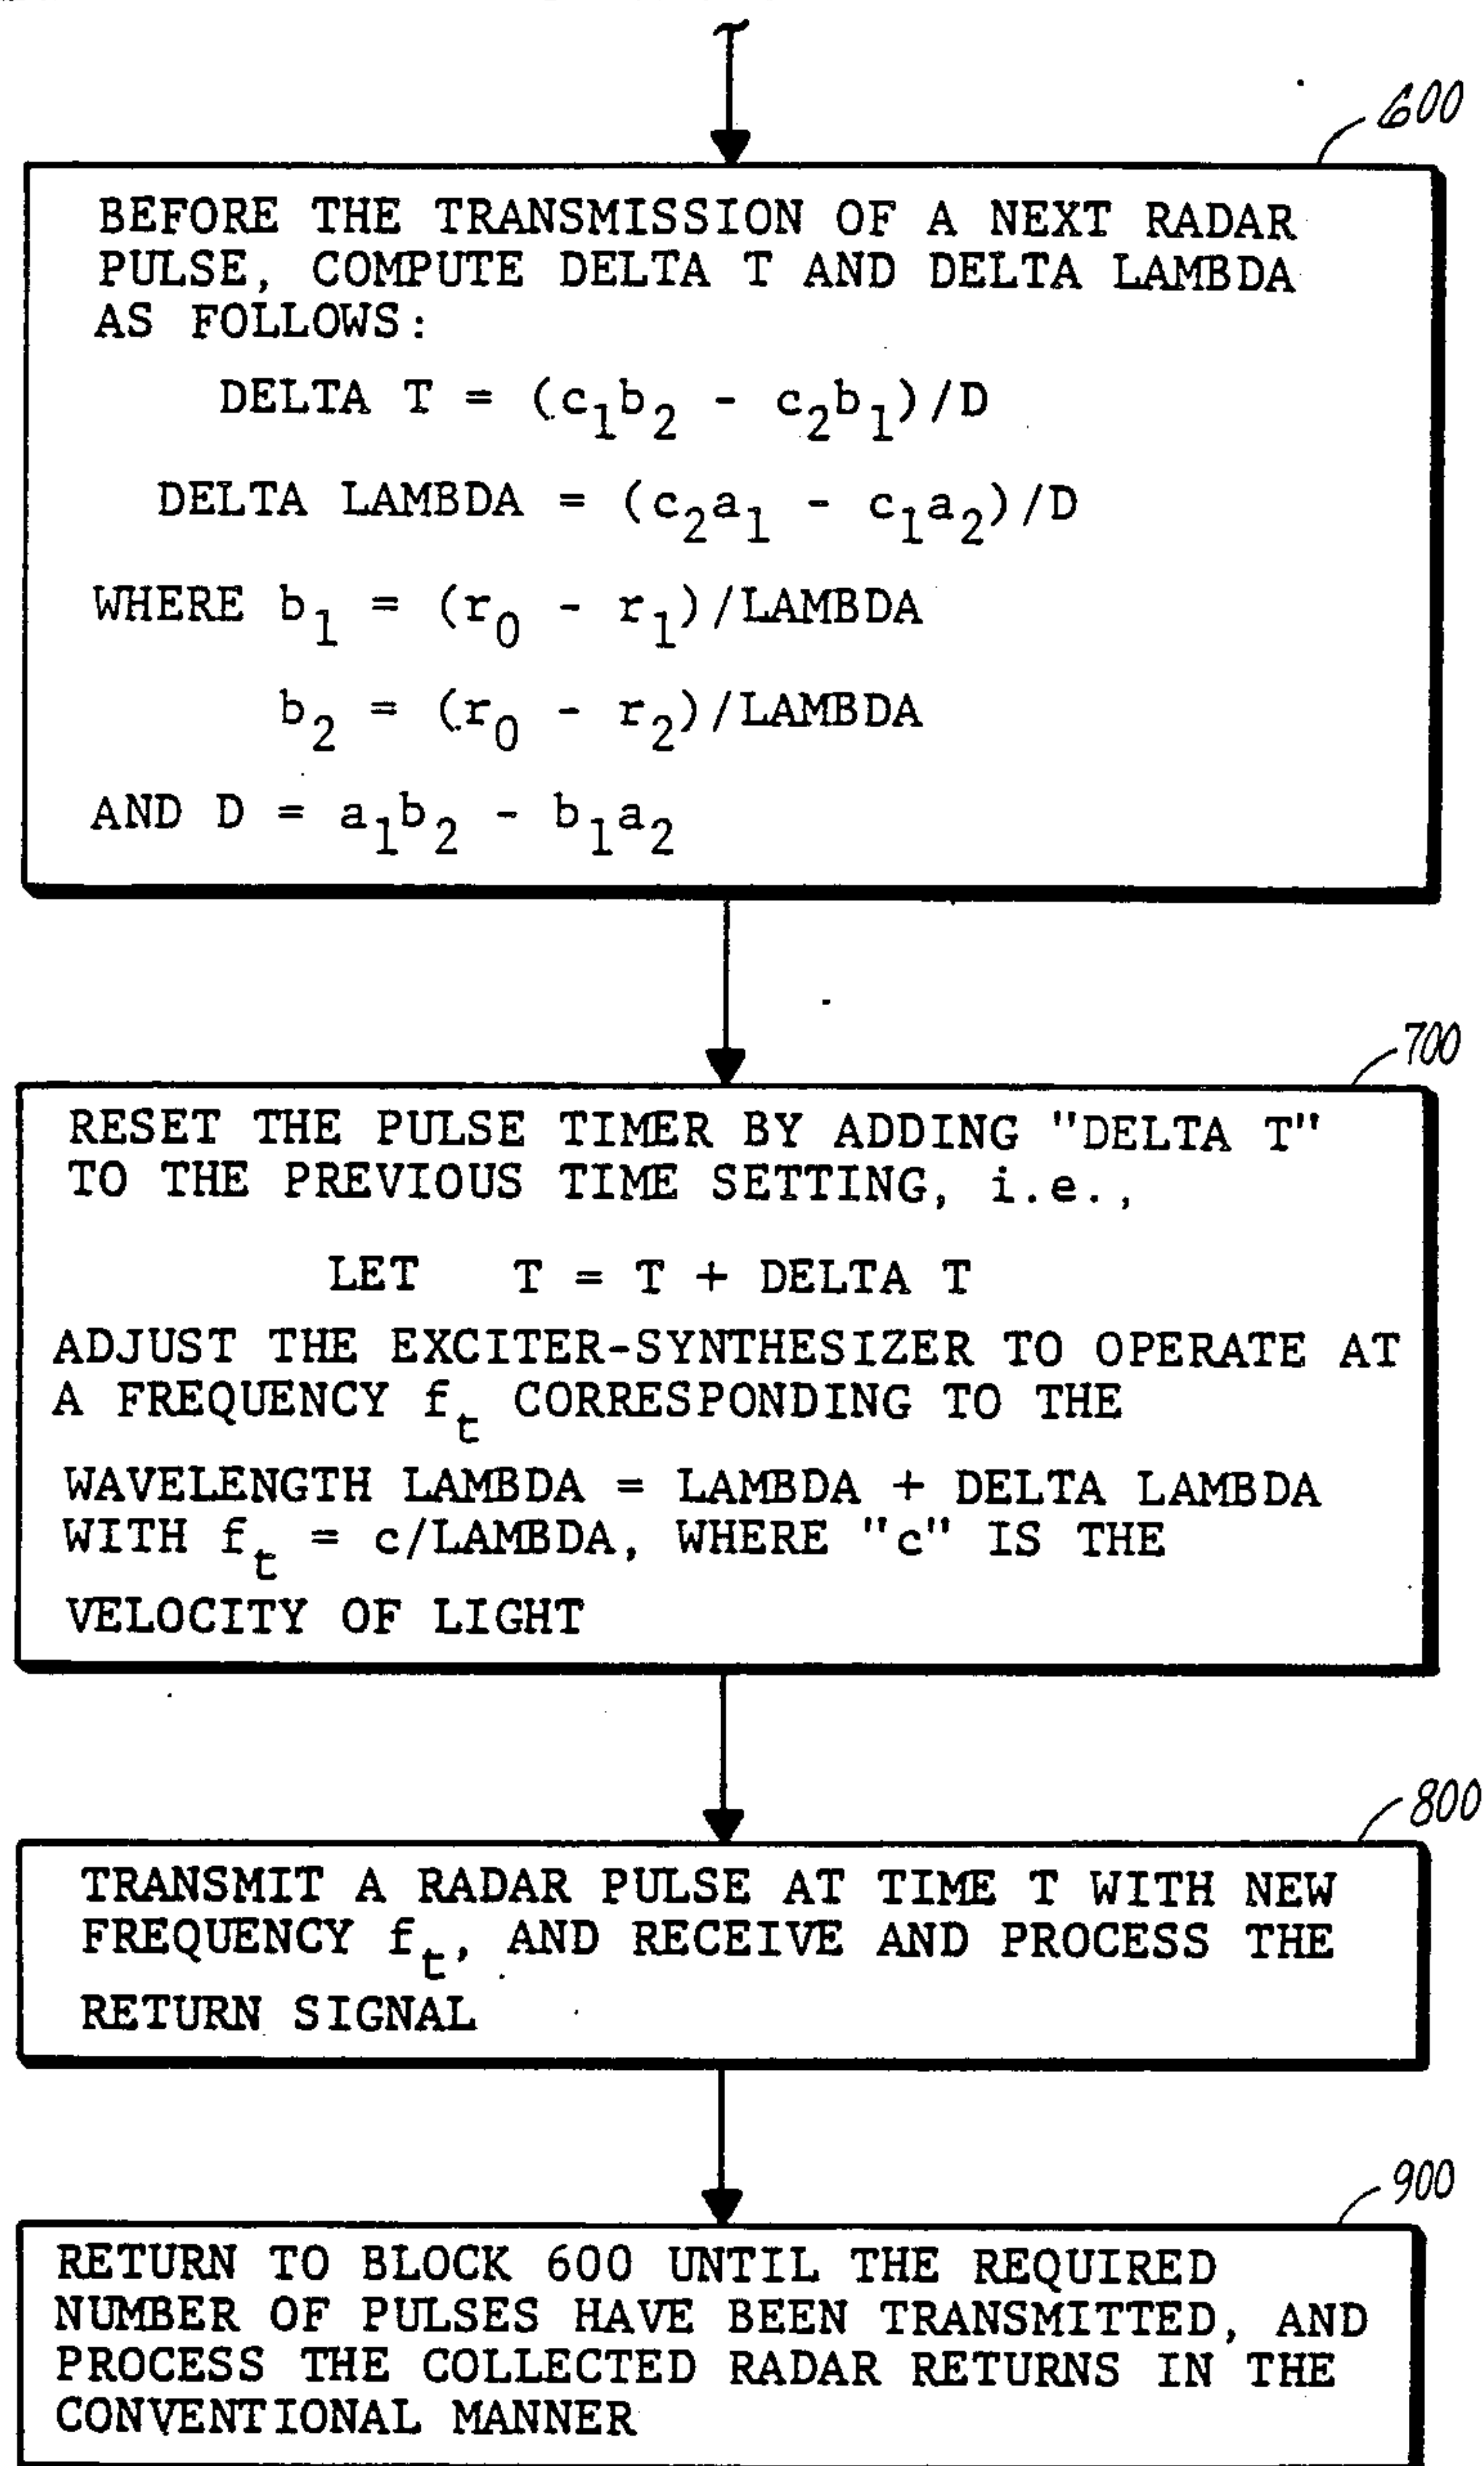 600
BEFORE THE TRANSMISSION OF A NEXT RADAR
PULSE, COMPUTE DELTA T AND DELTA LAMBDA
AS FOLLOWS:
DELTA T = (c₁b₂ - c₂b₁)/D
DELTA LAMBDA = (c₂a₁ - c₁a₂)/D
WHERE b₁ = (r₀ - r₁)/LAMBDA
b₂ = (r₀ - r₂)/LAMBDA
AND D = a₁b₂ - b₁a₂
700
RESET THE PULSE TIMER BY ADDING "DELTA T"
TO THE PREVIOUS TIME SETTING, i.e.,
LET T = T + DELTA T
ADJUST THE EXCITER-SYNTHESIZER TO OPERATE AT
A FREQUENCY fₜ CORRESPONDING TO THE
WAVELENGTH LAMBDA = LAMBDA + DELTA LAMBDA
WITH fₜ = c/LAMBDA, WHERE "c" IS THE
VELOCITY OF LIGHT
800
TRANSMIT A RADAR PULSE AT TIME T WITH NEW
FREQUENCY fₜ, AND RECEIVE AND PROCESS THE
RETURN SIGNAL
900
RETURN TO BLOCK 600 UNTIL THE REQUIRED
NUMBER OF PULSES HAVE BEEN TRANSMITTED, AND
PROCESS THE COLLECTED RADAR RETURNS IN THE
CONVENTIONAL MANNER